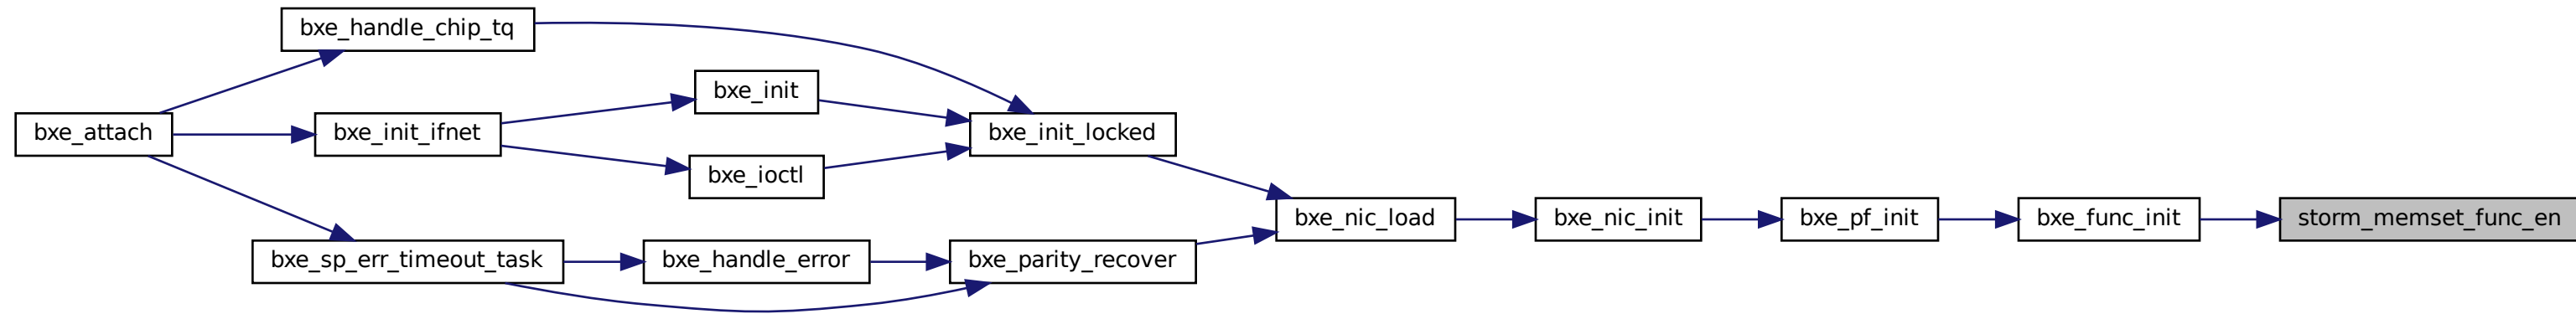 bxe_handle_chip_tq
bxe_init
bxe_attach
bxe_init_ifnet
bxe_init_locked
bxe_ioctl
bxe_nic_load
bxe_nic_init
bxe_pf_init
bxe_func_init
storm_memset_func_en
bxe_sp_err_timeout_task
bxe_handle_error
bxe_parity_recover